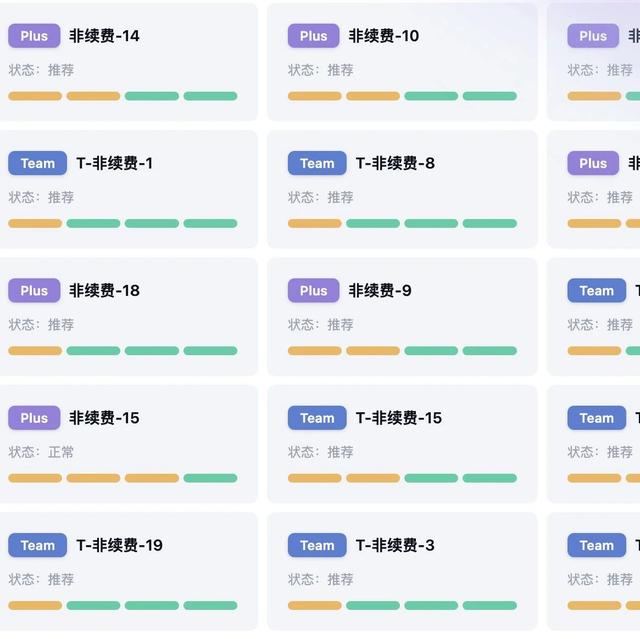 Plus 非续费-14
状态：推荐
Plus 非续费-10
状态：推荐
Plus
状态：推荐
Team T-非续费-1
状态：推荐
Team T-非续费-8
状态：推荐
Plus
状态：推荐
Plus 非续费-18
状态：推荐
Plus 非续费-9
状态：推荐
Team
状态：推荐
Plus 非续费-15
状态：正常
Team T-非续费-15
状态：推荐
Team
状态：推荐
Team T-非续费-19
状态：推荐
Team T-非续费-3
状态：推荐
Team
状态：推荐